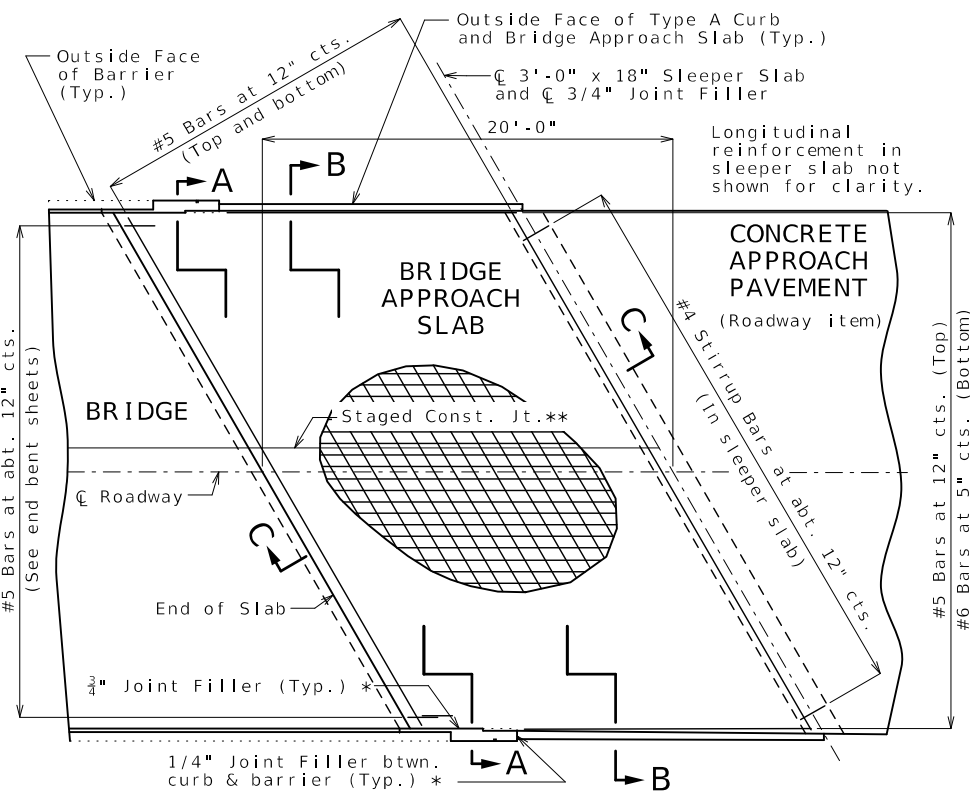 Outside Face of Type A Curb
and Bridge Approach Slab (Typ.)
Outside Face
of Barrier
(Typ.)
#5 Bars at 12" cts.
(Top and bottom)
℄ 3'-0" x 18" Sleeper Slab
and ℄ 3/4" Joint Filler
20'-0"
Longitudinal
reinforcement in
sleeper slab not
shown for clarity.
A
B
BRIDGE
APPROACH
SLAB
CONCRETE
APPROACH
PAVEMENT
(Roadway item)
C
#4 Stirrup Bars at abt. 12" cts.
(In sleeper slab)
#5 Bars at abt. 12" cts.
(See end bent sheets)
#5 Bars at 12" cts. (Top)
#6 Bars at 5" cts. (Bottom)
BRIDGE
Staged Const. Jt.**
℄ Roadway
C
End of Slab
¾" Joint Filler (Typ.) *
1/4" Joint Filler btwn.
curb & barrier (Typ.) *
A
B